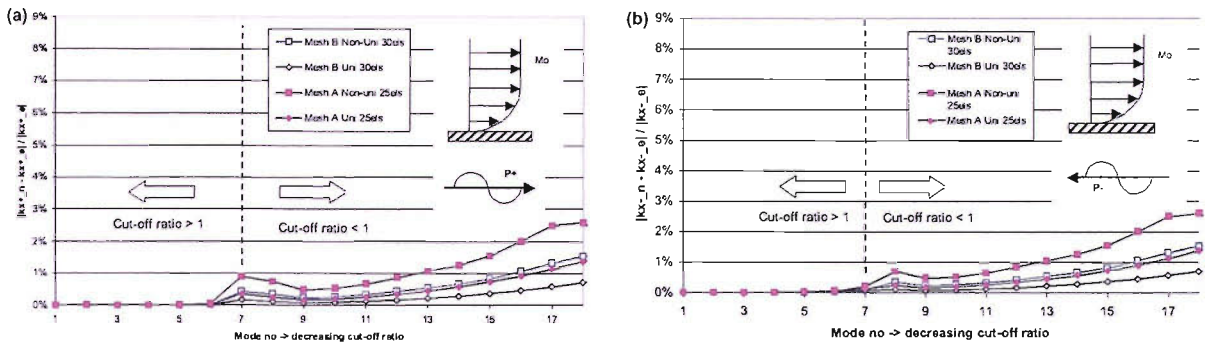 (a)
9%
8%
7%
6%
5%
4%
3%
2%
1%
0%
|kx+_n - kx+_e| / |kx+_e|
Mesh B Non-Uni 30els
Mesh B Uni 30els
Mesh A Non-uni 25els
Mesh A Uni 25els
Mo
P+
Cut-off ratio > 1
Cut-off ratio < 1
1 3 5 7 9 11 13 15 17
Mode no -> decreasing cut-off ratio
(b)
9%
8%
7%
6%
5%
4%
3%
2%
1%
0%
|kx-_n - kx-_e| / |kx-_e|
Mesh B Non-Uni
30els
Mesh B Uni 30els
Mesh A Non-uni
25els
Mesh A Uni 25els
Mo
P-
Cut-off ratio > 1
Cut-off ratio < 1
1 3 5 7 9 11 13 15 17
Mode no -> decreasing cut-off ratio